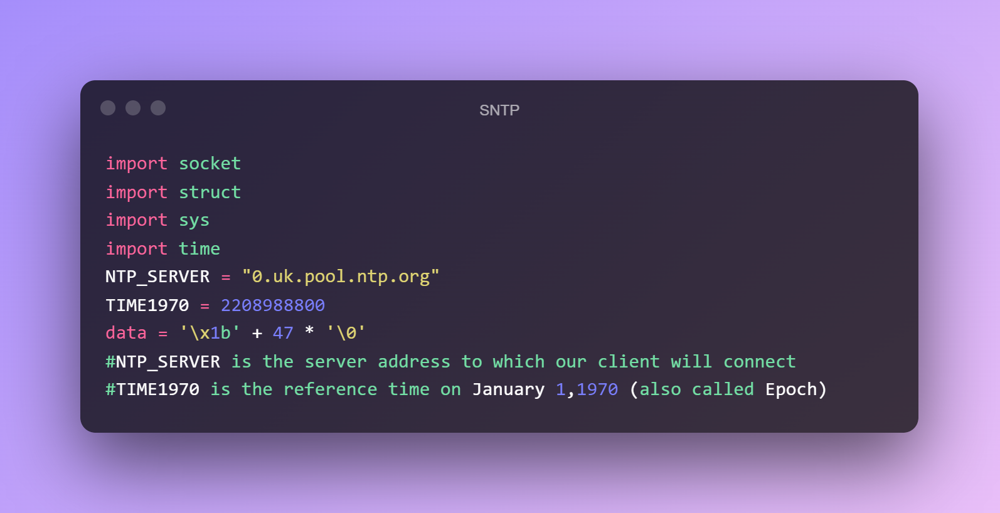 SNTP
import socket
import struct
import sys
import time
NTP_SERVER = "0.uk.pool.ntp.org"
TIME1970 = 2208988800
data = '\x1b' + 47 * '\0'
#NTP_SERVER is the server address to which our client will connect
#TIME1970 is the reference time on January 1,1970 (also called Epoch)